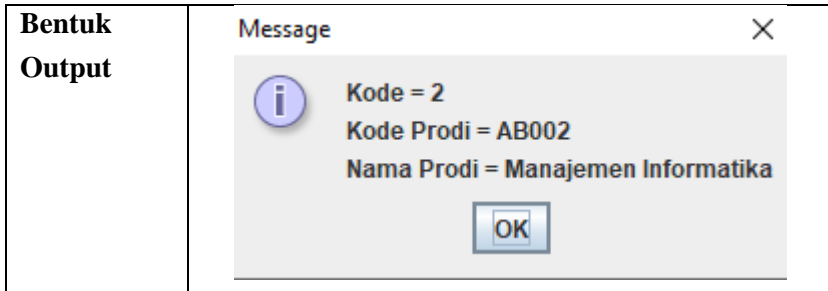 Bentuk
Output
Message
Kode = 2
Kode Prodi = AB002
Nama Prodi = Manajemen Informatika
OK